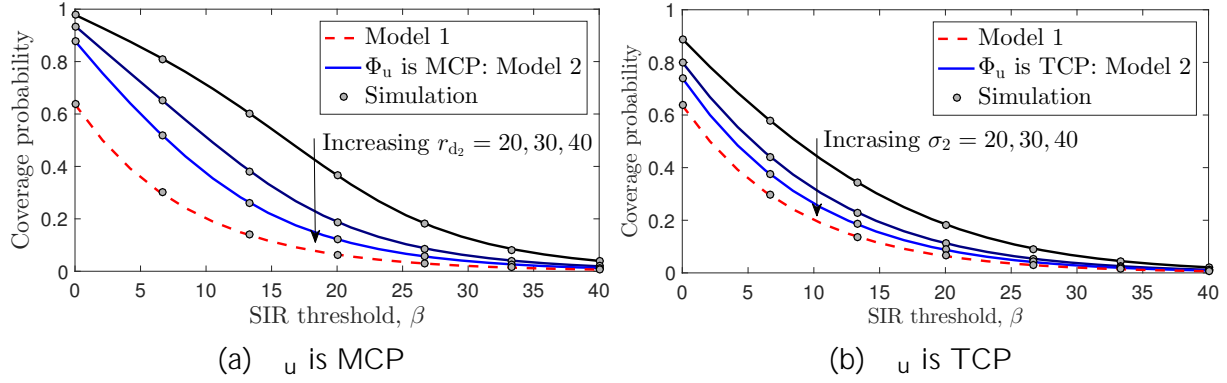 1
0.8
0.6
0.4
0.2
0
Coverage probability
Model 1
Φu is MCP: Model 2
Simulation
Increasing rd2 = 20, 30, 40
0 5 10 15 20 25 30 35 40
SIR threshold, β
(a) u is MCP
1
0.8
0.6
0.4
0.2
0
Coverage probability
Model 1
Φu is TCP: Model 2
Simulation
Incrasing σ2 = 20, 30, 40
0 5 10 15 20 25 30 35 40
SIR threshold, β
(b) u is TCP